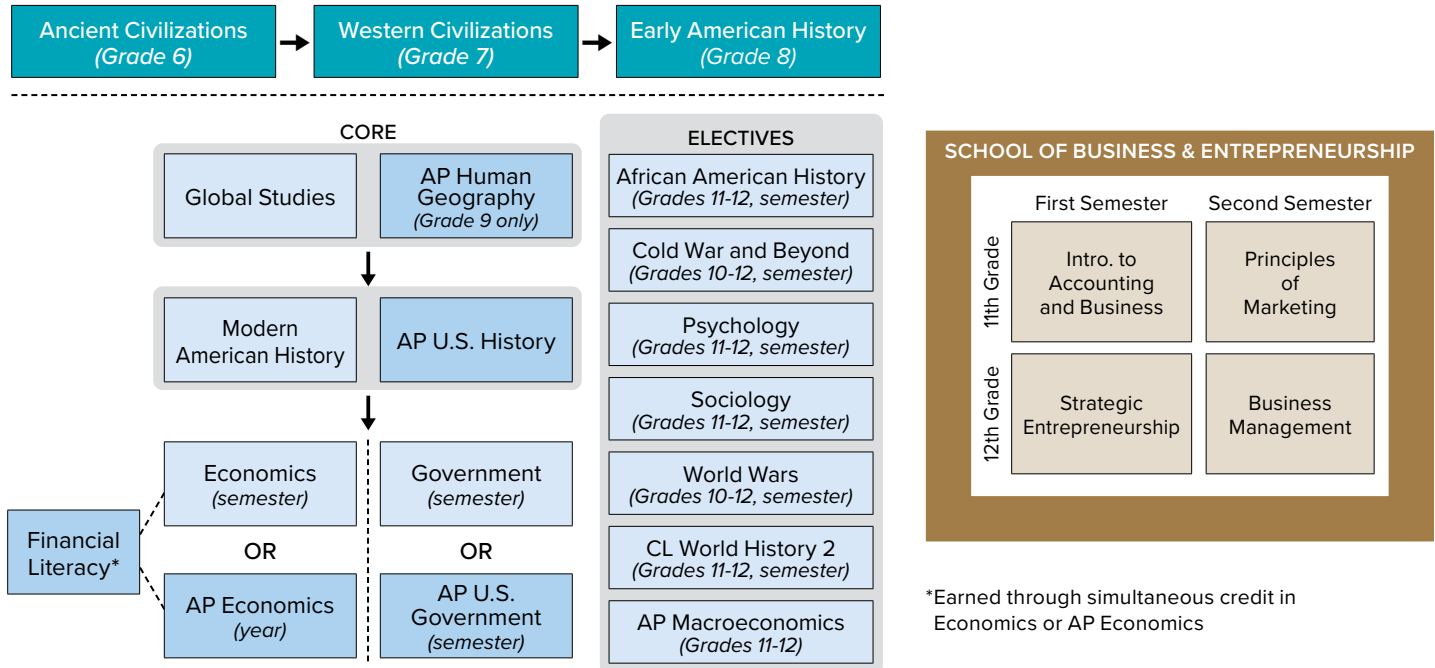 Ancient Civilizations
(Grade 6)
Western Civilizations
(Grade 7)
Early American History
(Grade 8)
CORE
Global Studies
AP Human
Geography
(Grade 9 only)
Modern
American History
AP U.S. History
Economics
(semester)
Government
(semester)
Financial
Literacy*
OR
OR
AP Economics
(year)
AP U.S.
Government
(semester)
ELECTIVES
African American History
(Grades 11-12, semester)
Cold War and Beyond
(Grades 10-12, semester)
Psychology
(Grades 11-12, semester)
Sociology
(Grades 11-12, semester)
World Wars
(Grades 10-12, semester)
CL World History 2
(Grades 11-12, semester)
AP Macroeconomics
(Grades 11-12)
SCHOOL OF BUSINESS & ENTREPRENEURSHIP
First Semester
Second Semester
11th Grade
Intro. to
Accounting
and Business
Principles
of
Marketing
12th Grade
Strategic
Entrepreneurship
Business
Management
*Earned through simultaneous credit in
Economics or AP Economics